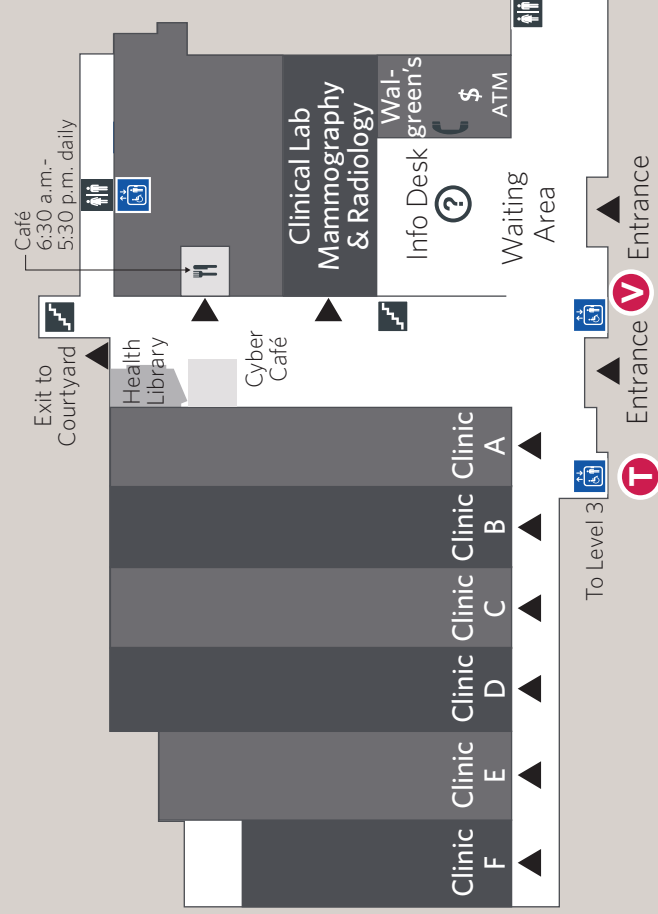 Café
6:30 a.m.-
5:30 p.m. daily
Exit to
Courtyard
Health
Library
Cyber
Café
Clinical Lab
Mammography
& Radiology
Wal-
green's
$
ATM
Info Desk
?
Waiting
Area
Entrance
V
Entrance
T
To Level 3
Clinic
A
Clinic
B
Clinic
C
Clinic
D
Clinic
E
Clinic
F